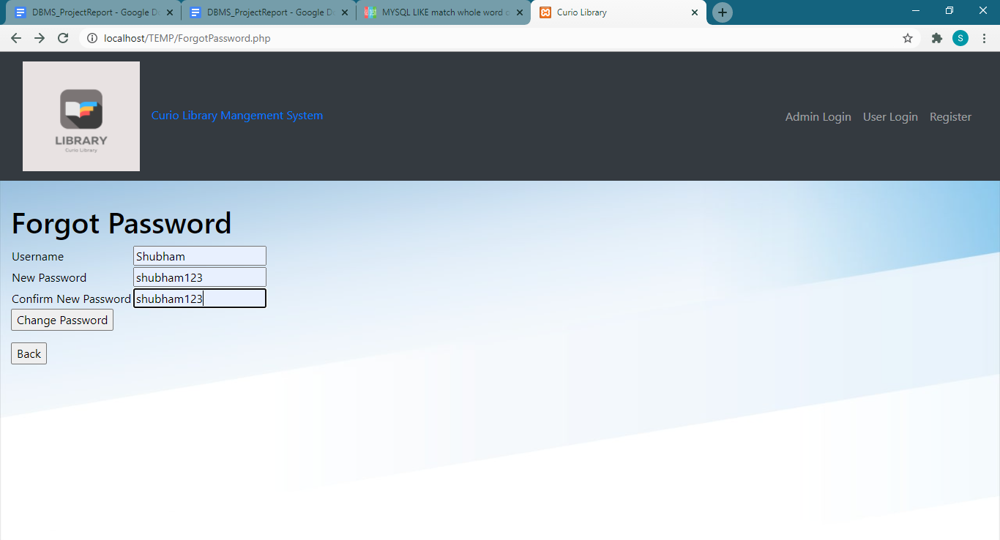 DBMS_ProjectReport - Google D
DBMS_ProjectReport - Google D
MYSQL LIKE match whole word
Curio Library
localhost/TEMP/ForgotPassword.php
S
LIBRARY
Curio Library
Curio Library Mangement System
Admin Login User Login Register
Forgot Password
Username Shubham
New Password shubham123
Confirm New Password shubham123
Change Password
Back